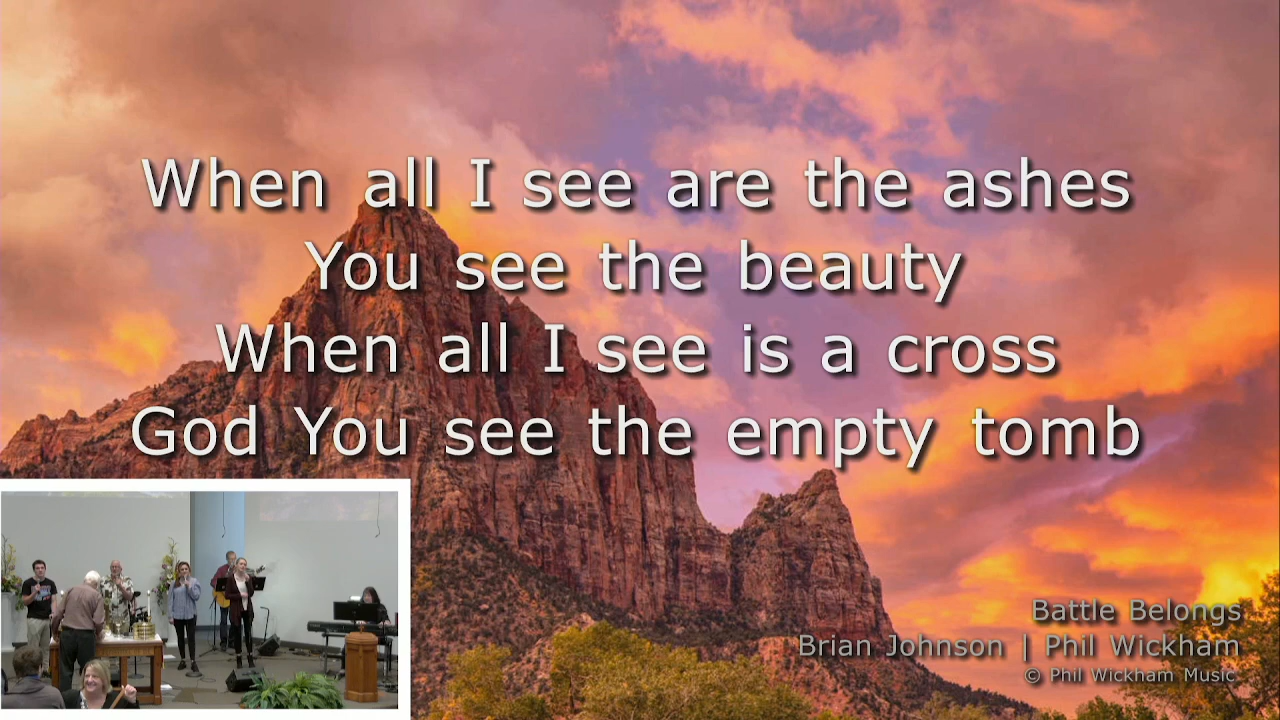 When all I see are the ashes
You see the beauty
When all I see is a cross
God You see the empty tomb
Battle Belongs
Brian Johnson | Phil Wickham
© Phil Wickham Music